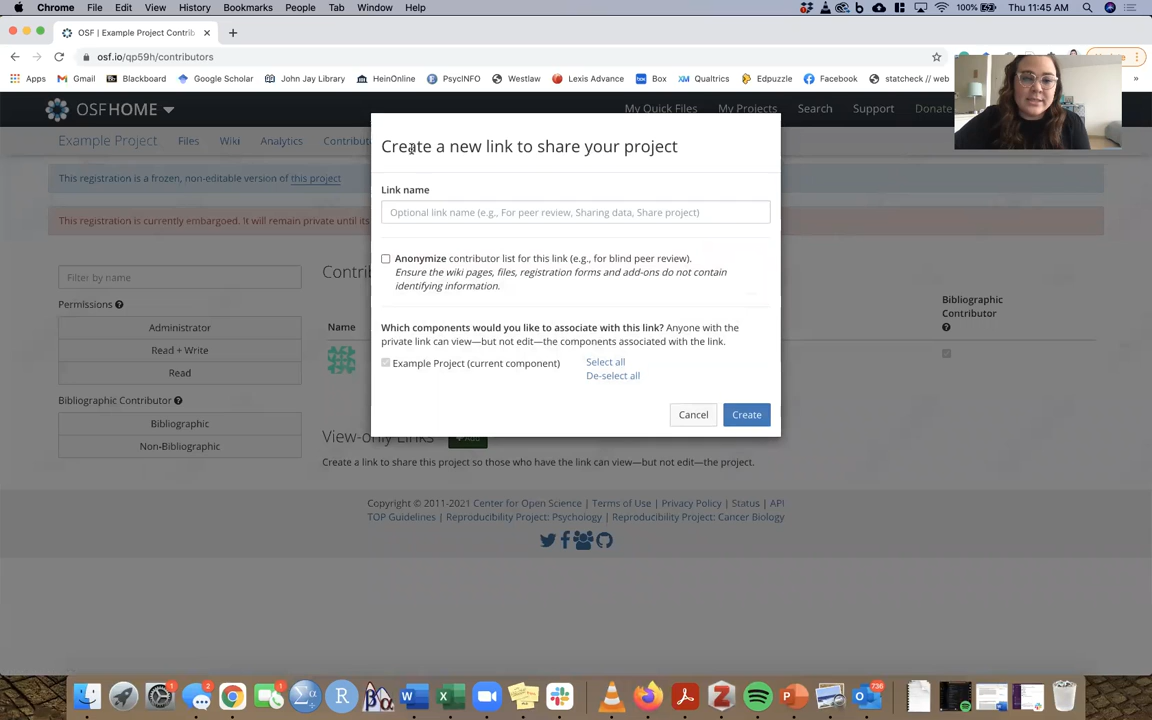 Chrome File Edit View History Bookmarks People Tab Window Help 100% Thu 11:45 AM
OSF | Example Project Contrib
osf.io/qp59h/contributors
Apps Gmail Blackboard Google Scholar John Jay Library HeinOnline PsycINFO Westlaw Lexis Advance Box Qualtrics Edpuzzle Facebook statcheck // web
OSFHOME My Quick Files My Projects Search Support Donate
Example Project Files Wiki Analytics
This registration is a frozen, non-editable version of this project
This registration is currently embargoed. It will remain private until its
Filter by name
Permissions
Administrator
Read + Write
Read
Bibliographic Contributor
Bibliographic
Non-Bibliographic
Name
Bibliographic
Contributor
Create a new link to share your project
Link name
Optional link name (e.g., For peer review, Sharing data, Share project)
Anonymize contributor list for this link (e.g., for blind peer review).
Ensure the wiki pages, files, registration forms and add-ons do not contain
identifying information.
Which components would you like to associate with this link? Anyone with the
private link can view—but not edit—the components associated with the link.
Example Project (current component) Select all
De-select all
Cancel Create
View-only Links
Create a link to share this project so those who have the link can view—but not edit—the project.
Copyright © 2011-2021 Center for Open Science | Terms of Use | Privacy Policy | Status | API
TOP Guidelines | Reproducibility Project: Psychology | Reproducibility Project: Cancer Biology